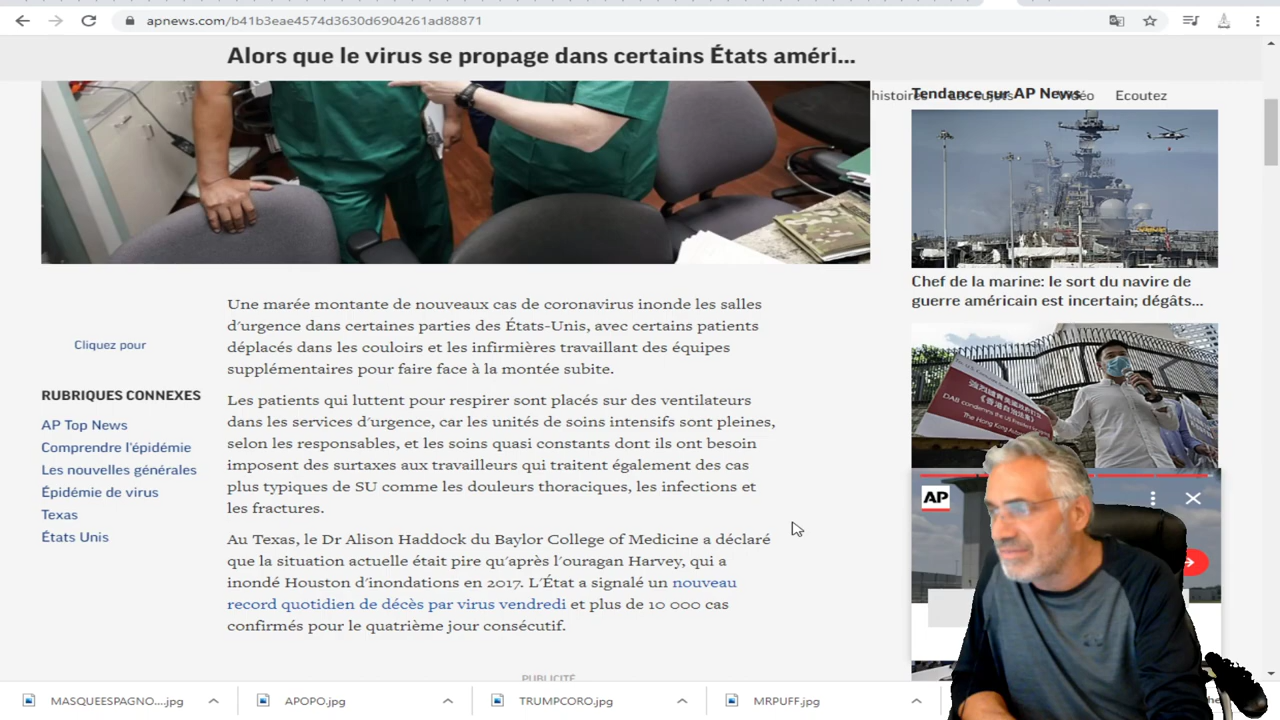 apnews.com/b41b3eae4574d3630d6904261ad88871
Alors que le virus se propage dans certains États améri...
histoires
Vidéo
Ecoutez
Tendance sur AP News
Chef de la marine: le sort du navire de
guerre américain est incertain; dégâts...
Cliquez pour
RUBRIQUES CONNEXES
AP Top News
Comprendre l'épidémie
Les nouvelles générales
Épidémie de virus
Texas
États Unis
Une marée montante de nouveaux cas de coronavirus inonde les salles
d'urgence dans certaines parties des États-Unis, avec certains patients
déplacés dans les couloirs et les infirmières travaillant des équipes
supplémentaires pour faire face à la montée subite.
Les patients qui luttent pour respirer sont placés sur des ventilateurs
dans les services d'urgence, car les unités de soins intensifs sont pleines,
selon les responsables, et les soins quasi constants dont ils ont besoin
imposent des surtaxes aux travailleurs qui traitent également des cas
plus typiques de SU comme les douleurs thoraciques, les infections et
les fractures.
Au Texas, le Dr Alison Haddock du Baylor College of Medicine a déclaré
que la situation actuelle était pire qu'après l'ouragan Harvey, qui a
inondé Houston d'inondations en 2017. L'État a signalé un nouveau
record quotidien de décès par virus vendredi et plus de 10 000 cas
confirmés pour le quatrième jour consécutif.
PUBLICITÉ
AP
MASQUEESPAGNO....jpg
APOPO.jpg
TRUMPCORO.jpg
MRPUFF.jpg